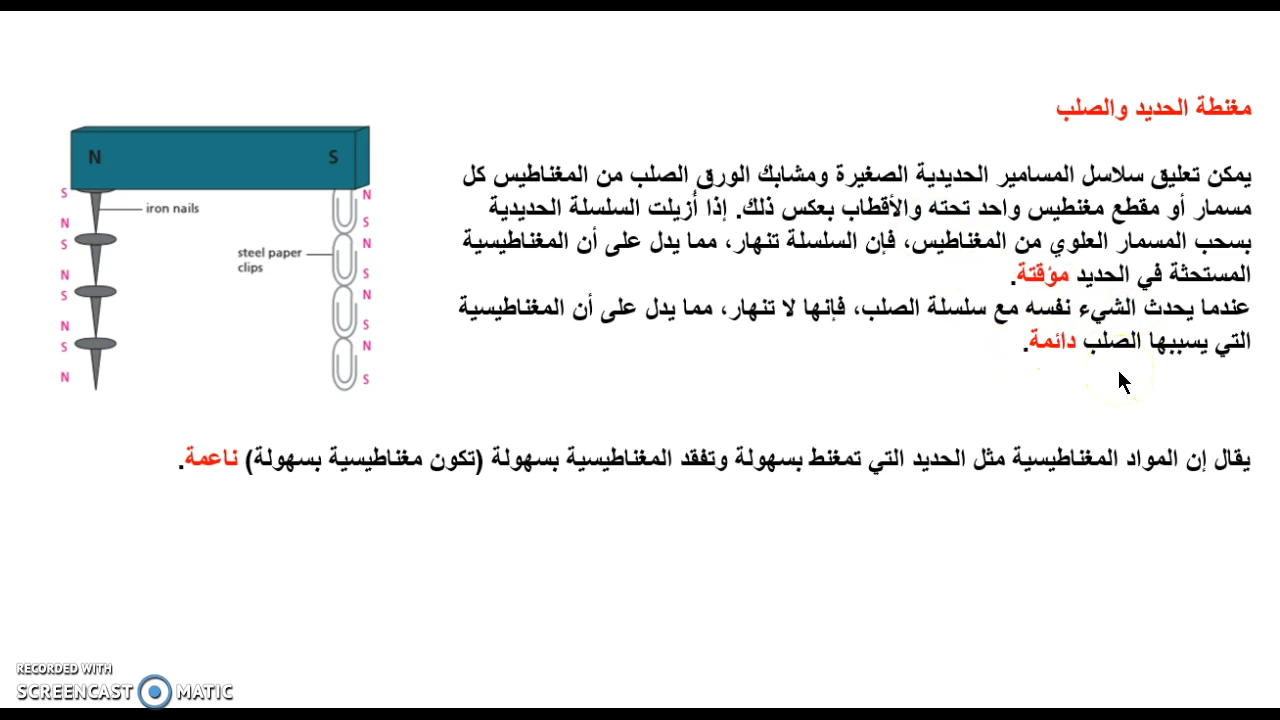 مغنطة الحديد والصلب
يمكن تعليق سلاسل المسامير الحديدية الصغيرة ومشابك الورق الصلب من المغناطيس كل
مسمار أو مقطع مغنطيس واحد تحته والأقطاب بعكس ذلك. إذا أُزيلت السلسلة الحديدية
بسحب المسمار العلوي من المغناطيس، فإن السلسلة تنهار، مما يدل على أن المغناطيسية
المستحثة في الحديد مؤقتة.
عندما يحدث الشيء نفسه مع سلسلة الصلب، فإنها لا تنهار، مما يدل على أن المغناطيسية
التي يسببها الصلب دائمة.
N
S
S
N
S
N
S
N
S
N
iron nails
steel paper
clips
N
S
N
S
N
S
N
S
يقال إن المواد المغناطيسية مثل الحديد التي تمغنط بسهولة وتفقد المغناطيسية بسهولة (تكون مغناطيسية بسهولة) ناعمة.
RECORDED WITH
SCREENCAST MATIC